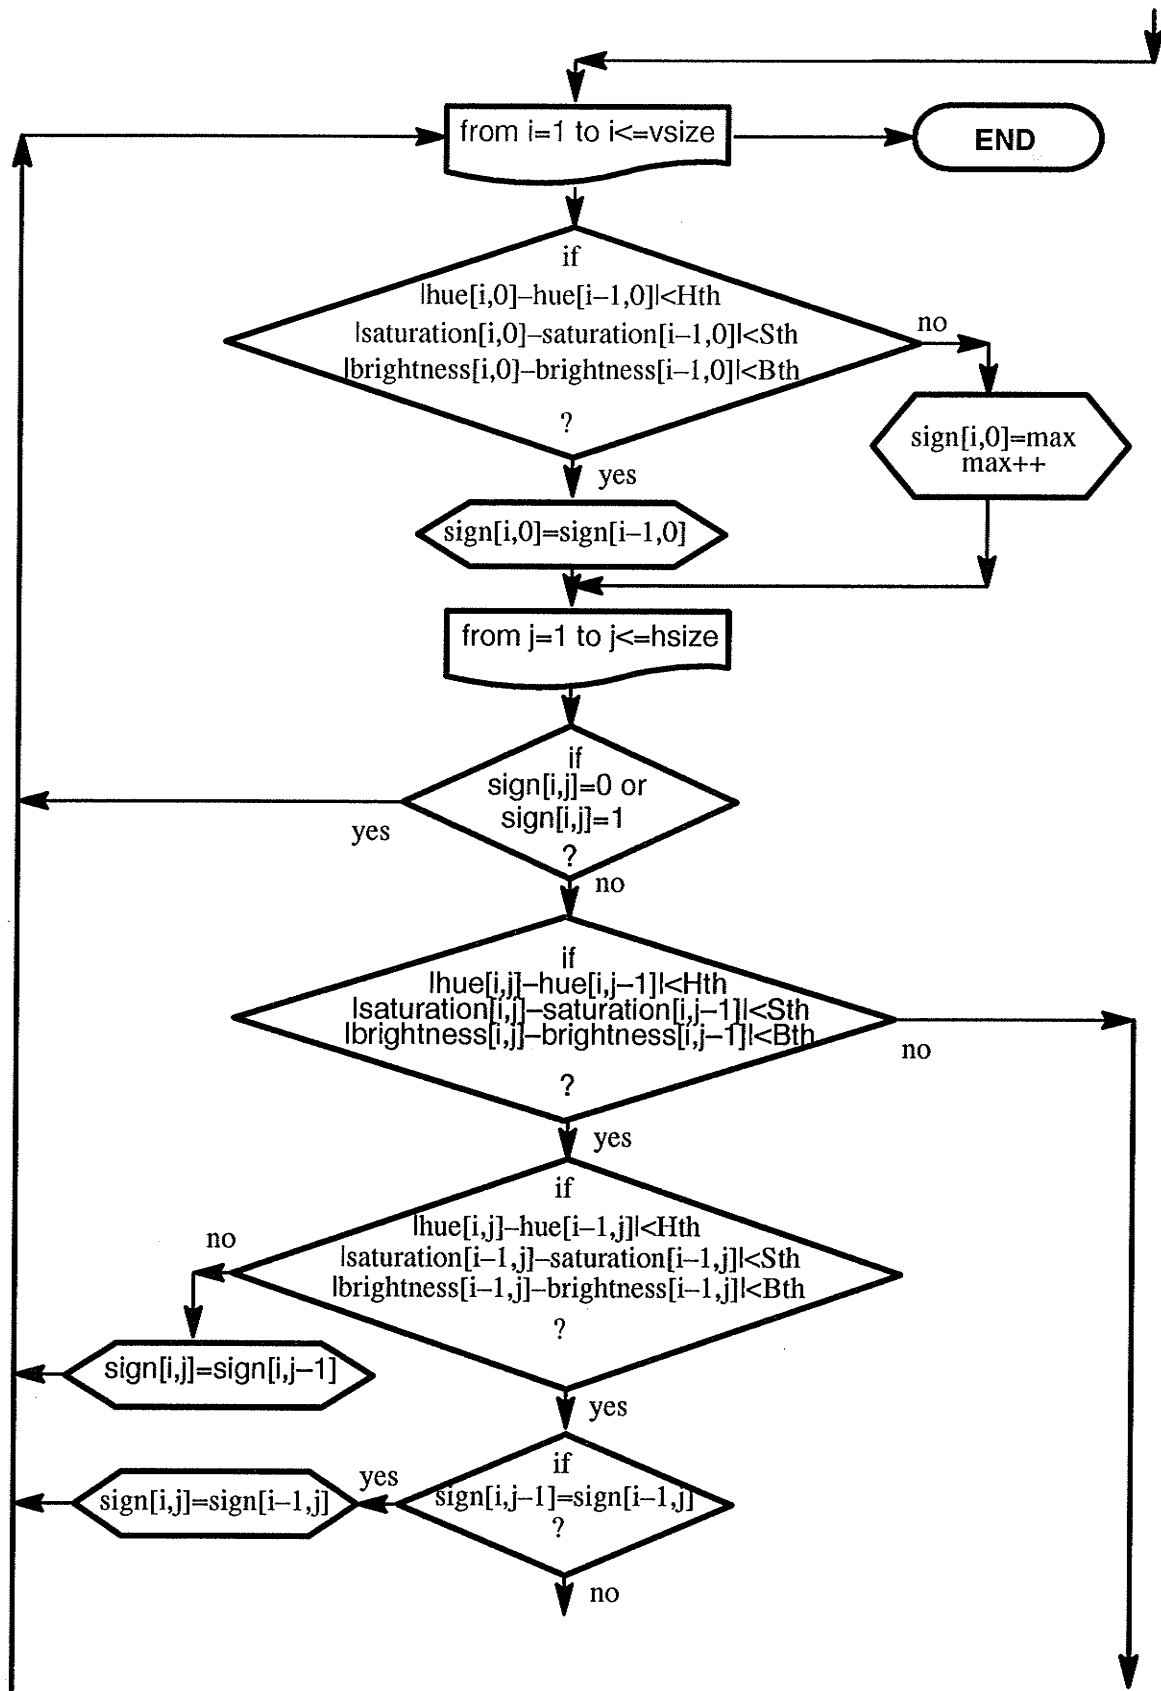 from i=1 to i<=vsize
END
if
|hue[i,0]–hue[i–1,0]|<Hth
|saturation[i,0]–saturation[i–1,0]|<Sth
|brightness[i,0]–brightness[i–1,0]|<Bth
?
no
sign[i,0]=max
max++
yes
sign[i,0]=sign[i–1,0]
from j=1 to j<=hsize
if
sign[i,j]=0 or
sign[i,j]=1
?
yes
no
if
|hue[i,j]–hue[i,j–1]|<Hth
|saturation[i,j]–saturation[i,j–1]|<Sth
|brightness[i,j]–brightness[i,j–1]|<Bth
?
no
yes
if
|hue[i,j]–hue[i–1,j]|<Hth
|saturation[i–1,j]–saturation[i–1,j]|<Sth
|brightness[i–1,j]–brightness[i–1,j]|<Bth
?
no
sign[i,j]=sign[i,j–1]
yes
if
sign[i,j–1]=sign[i–1,j]
?
yes
sign[i,j]=sign[i–1,j]
no